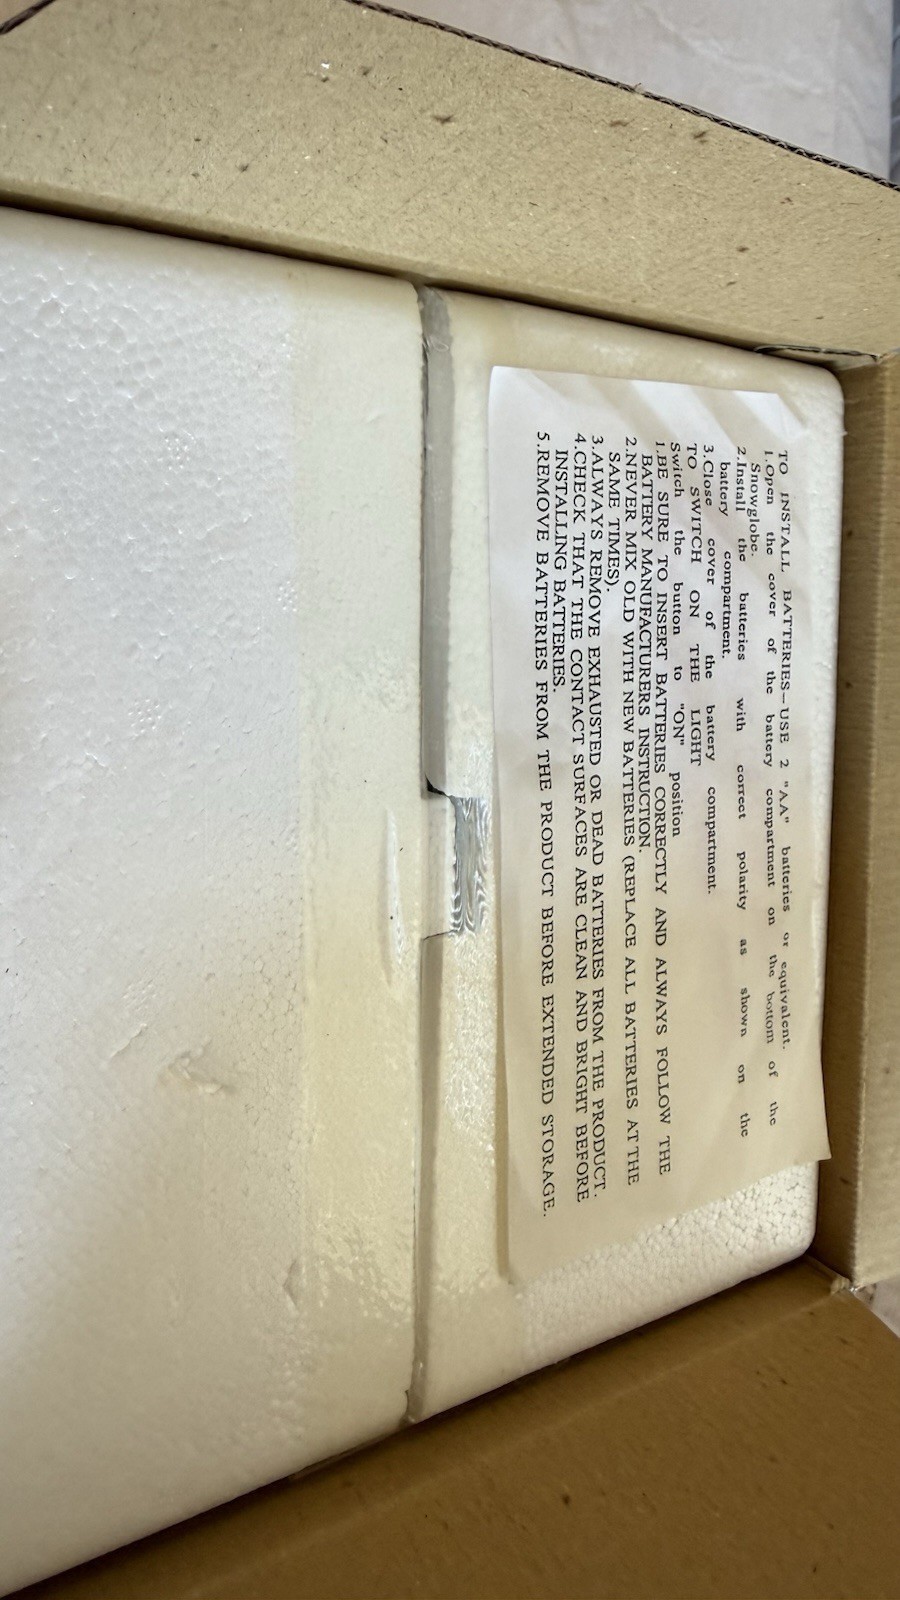 TO INSTALL BATTERIES—USE 2 "AA" batteries or equivalent.
1.Open the cover of the battery compartment on the bottom of the
Snowglobe.
2.Install the batteries with correct polarity as shown on the
battery compartment.
3.Close cover of the battery compartment.
TO SWITCH ON THE LIGHT
Switch the button to "ON" position
1.BE SURE TO INSERT BATTERIES CORRECTLY AND ALWAYS FOLLOW THE
BATTERY MANUFACTURERS INSTRUCTION.
2.NEVER MIX OLD WITH NEW BATTERIES (REPLACE ALL BATTERIES AT THE
SAME TIMES).
3.ALWAYS REMOVE EXHAUSTED OR DEAD BATTERIES FROM THE PRODUCT.
4.CHECK THAT THE CONTACT SURFACES ARE CLEAN AND BRIGHT BEFORE
INSTALLING BATTERIES.
5.REMOVE BATTERIES FROM THE PRODUCT BEFORE EXTENDED STORAGE.